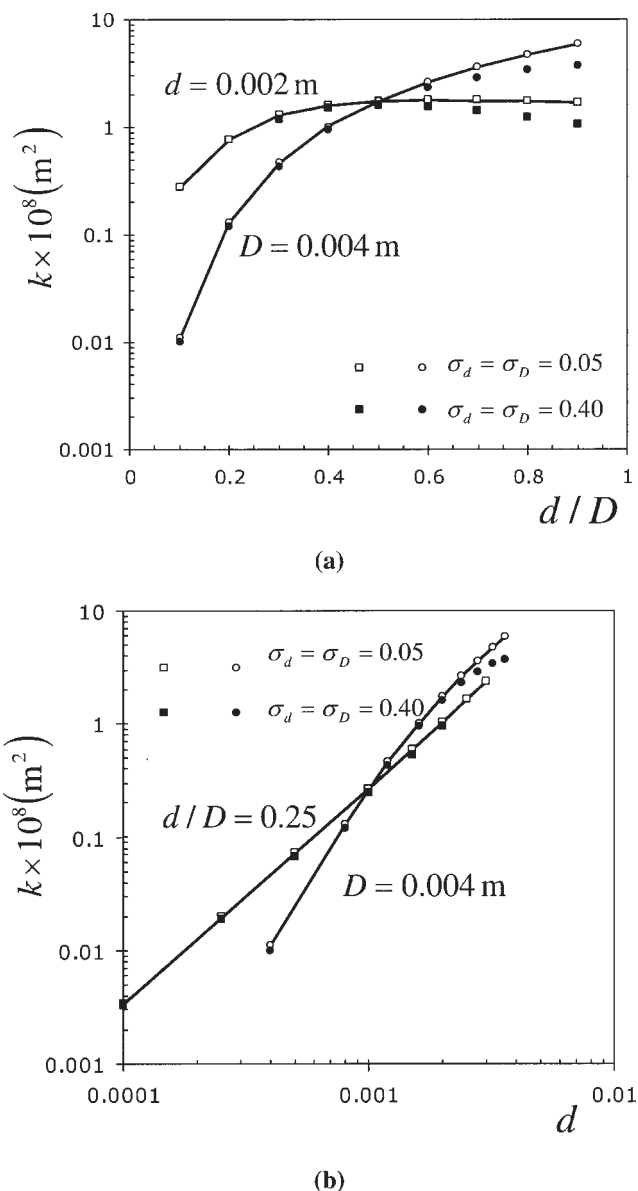 10
1
0.1
0.01
0.001
k × 10⁸ (m²)
d = 0.002 m
D = 0.004 m
σ_d = σ_D = 0.05
σ_d = σ_D = 0.40
0 0.2 0.4 0.6 0.8 1
d / D
(a)
10
1
0.1
0.01
0.001
k × 10⁸ (m²)
σ_d = σ_D = 0.05
σ_d = σ_D = 0.40
d / D = 0.25
D = 0.004 m
0.0001 0.001 0.01
d
(b)